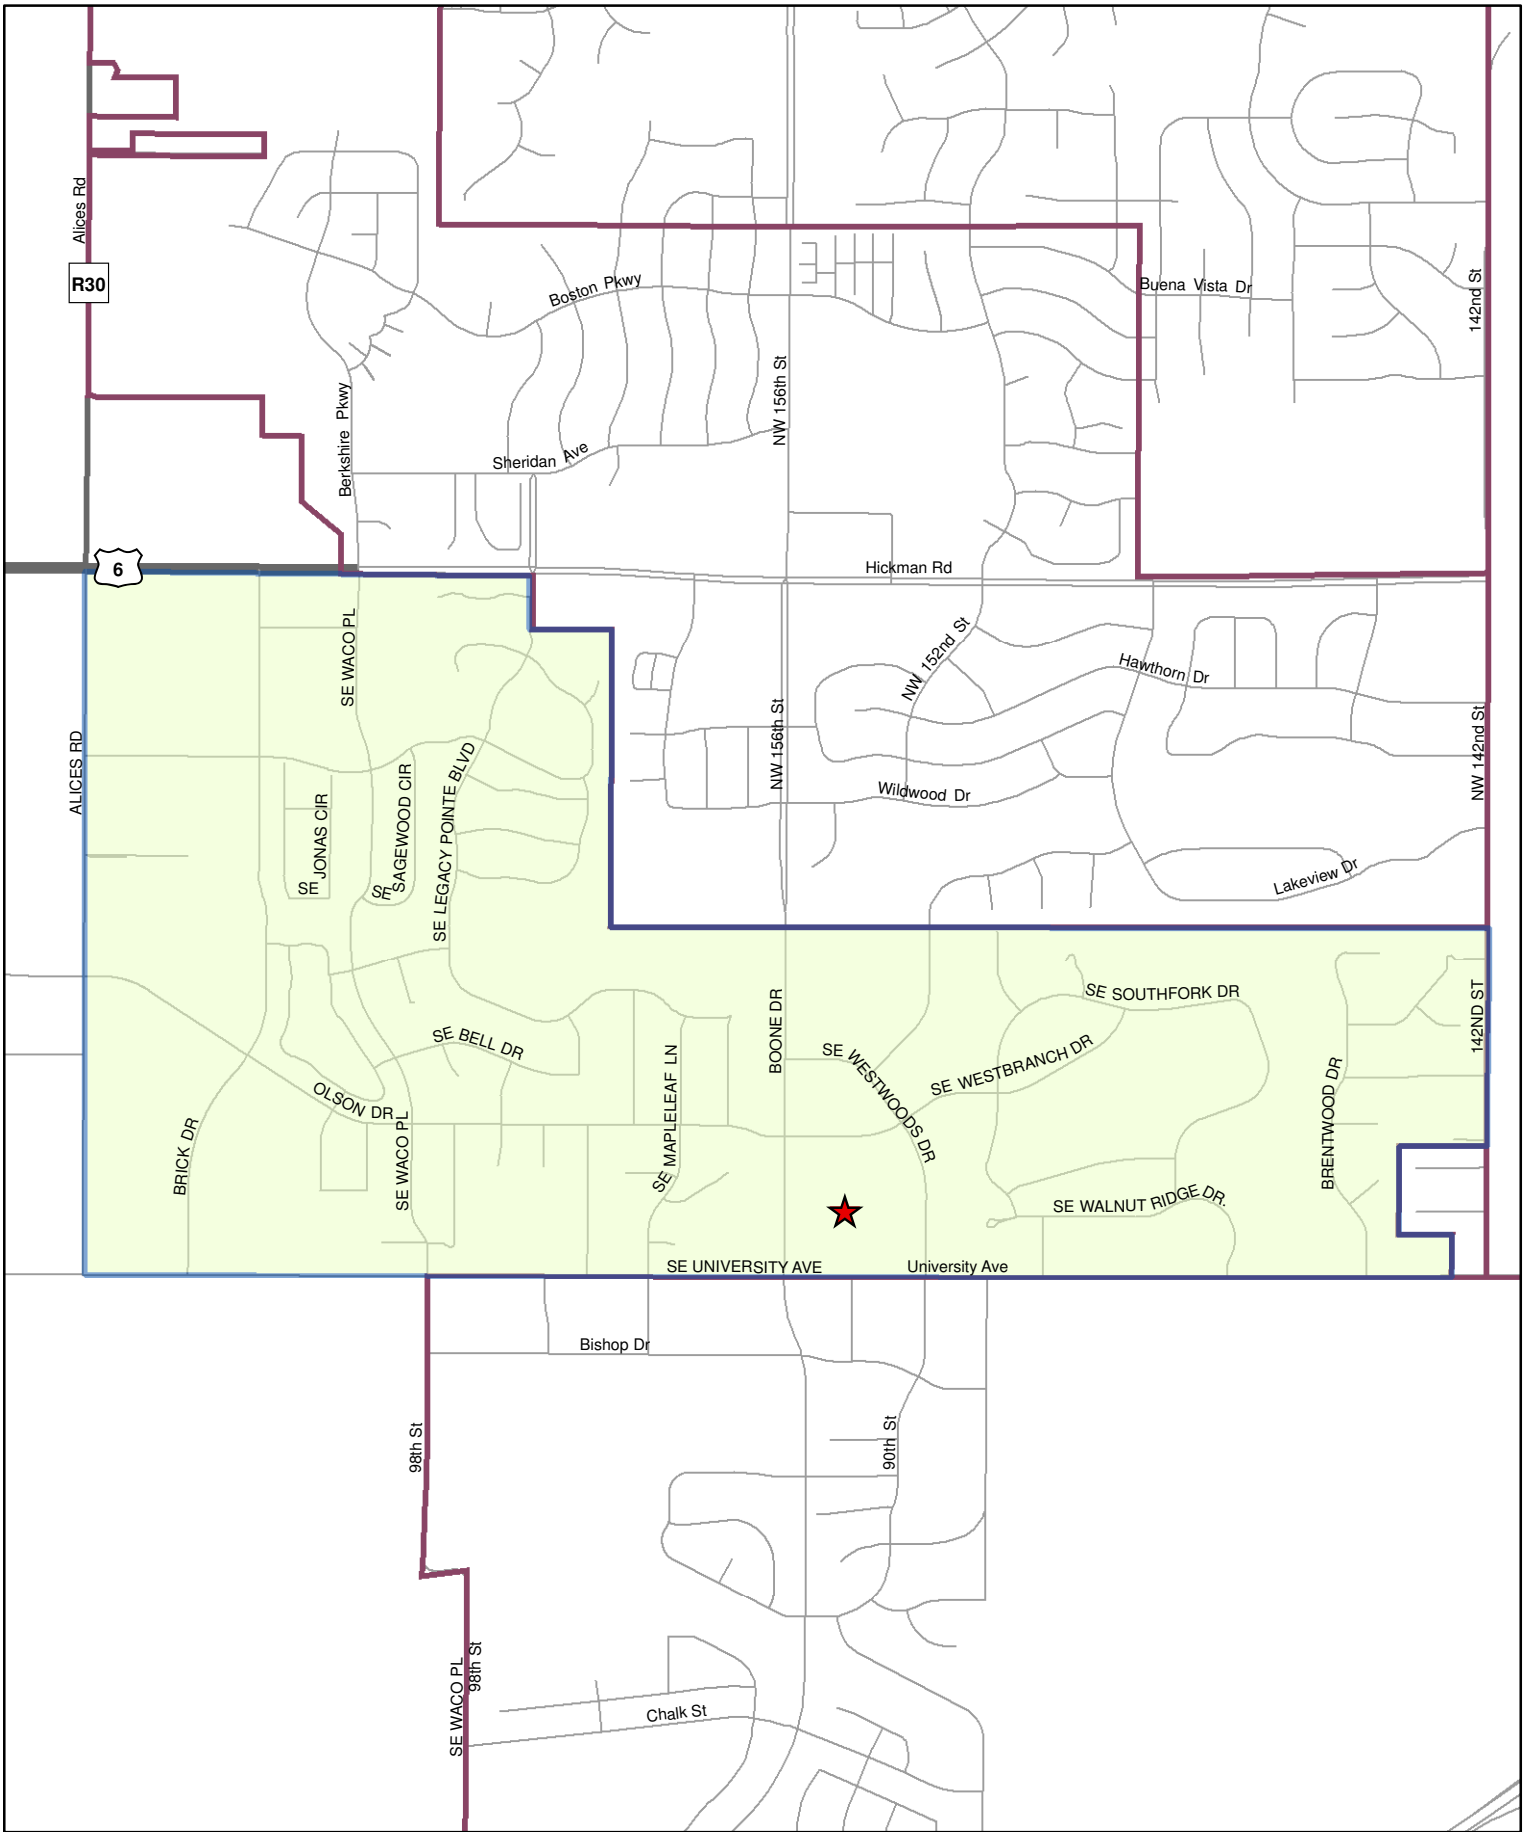 Alices Rd
R30
Boston Pkwy
Buena Vista Dr
142nd St
NW 156th St
Berkshire Pkwy
Sheridan Ave
6
Hickman Rd
SE WACO PL
NW 152nd St
Hawthorn Dr
NW 156th St
NW 142nd St
ALICES RD
SE JONAS CIR
SE SAGEWOOD CIR
SE LEGACY POINTE BLVD
Wildwood Dr
Lakeview Dr
SE SOUTHFORK DR
142ND ST
BOONE DR
SE BELL DR
SE WESTWOODS DR
SE WESTBRANCH DR
SE MAPLELEAF LN
OLSON DR
BRICK DR
SE WACO PL
BRENTWOOD DR
SE WALNUT RIDGE DR.
SE UNIVERSITY AVE
University Ave
Bishop Dr
98th St
90th St
98th St
SE WACO PL
Chalk St